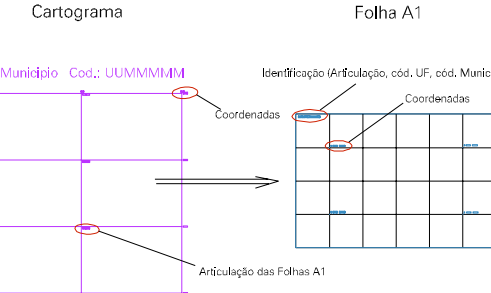 Cartograma
Folha A1
Municipio Cod.: UUMMMMM
Identificação (Articulação, cód. UF, cód. Munic
Coordenadas
Coordenadas
Articulação das Folhas A1